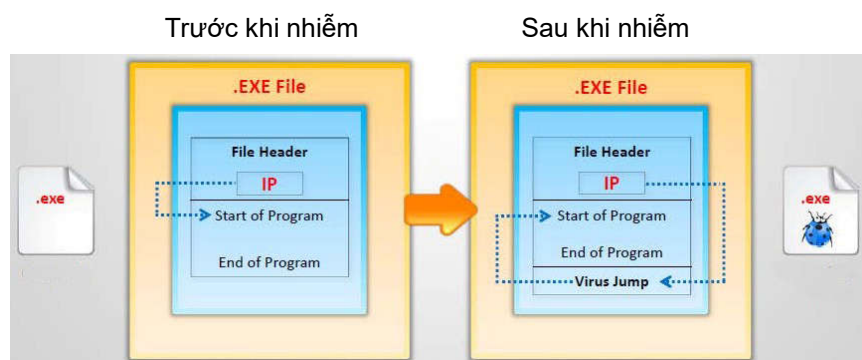 Trước khi nhiễm
Sau khi nhiễm
.exe
.EXE File
File Header
IP
Start of Program
End of Program
.EXE File
File Header
IP
Start of Program
End of Program
Virus Jump
.exe